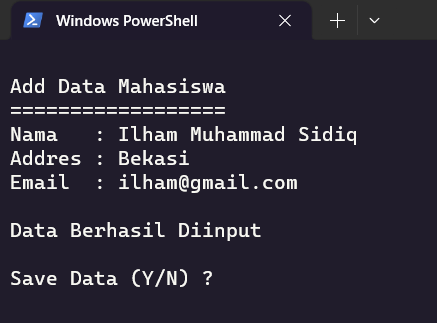 Windows PowerShell
Add Data Mahasiswa
==================
Nama   : Ilham Muhammad Sidiq
Addres : Bekasi
Email  : ilham@gmail.com
Data Berhasil Diinput
Save Data (Y/N) ?